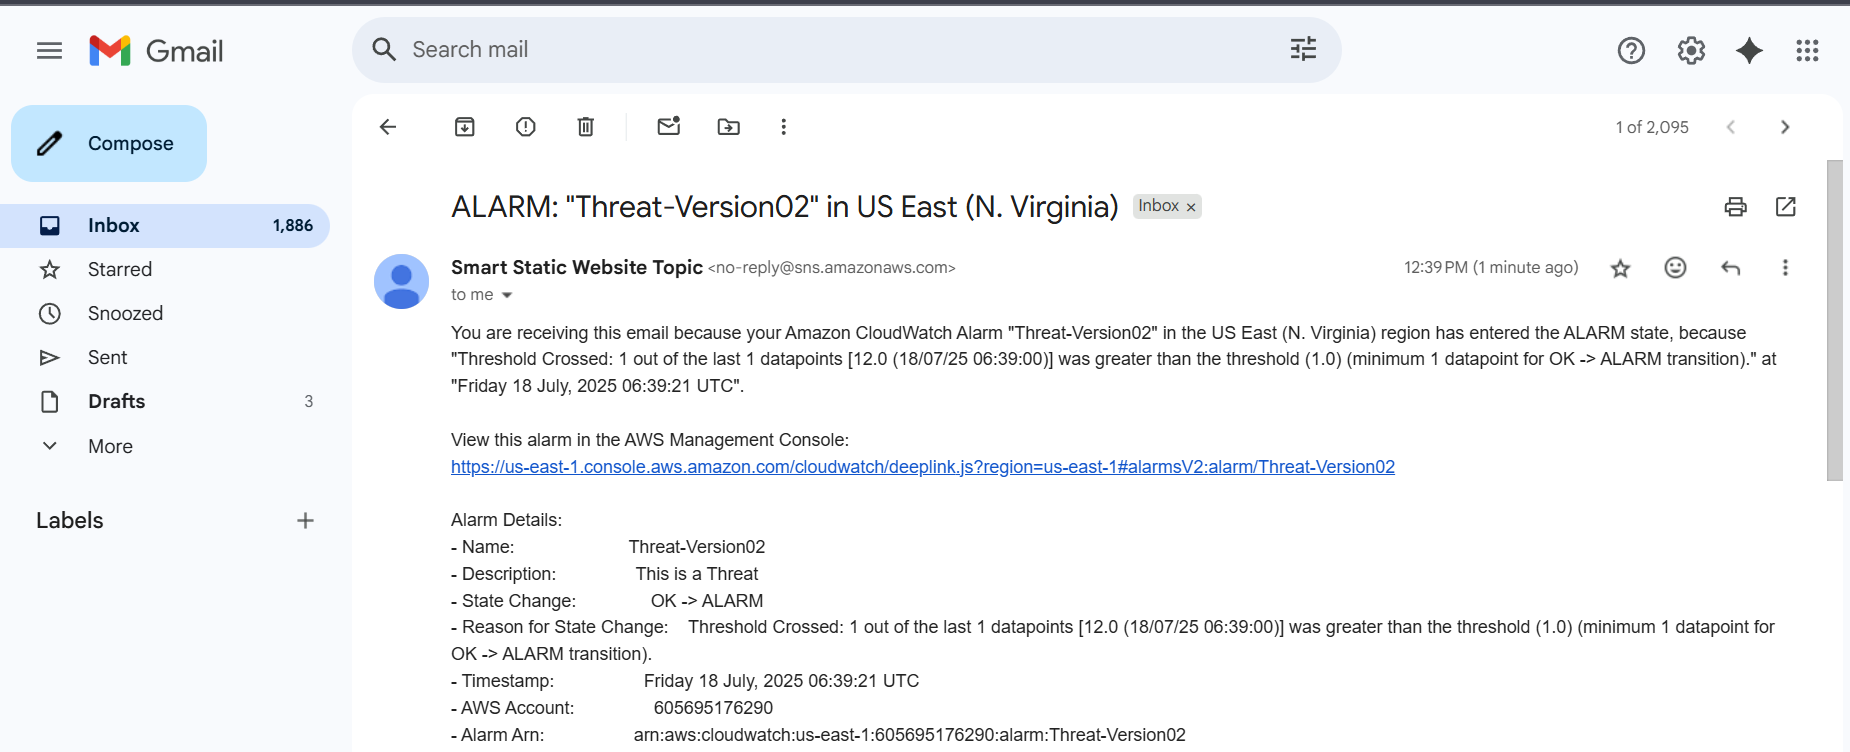 Gmail
Search mail
Compose
1 of 2,095
Inbox 1,886
Starred
Snoozed
Sent
Drafts 3
More
Labels
ALARM: "Threat-Version02" in US East (N. Virginia) Inbox ×
Smart Static Website Topic <no-reply@sns.amazonaws.com> 12:39 PM (1 minute ago)
to me
You are receiving this email because your Amazon CloudWatch Alarm "Threat-Version02" in the US East (N. Virginia) region has entered the ALARM state, because
"Threshold Crossed: 1 out of the last 1 datapoints [12.0 (18/07/25 06:39:00)] was greater than the threshold (1.0) (minimum 1 datapoint for OK -> ALARM transition)." at
"Friday 18 July, 2025 06:39:21 UTC".
View this alarm in the AWS Management Console:
https://us-east-1.console.aws.amazon.com/cloudwatch/deeplink.js?region=us-east-1#alarmsV2:alarm/Threat-Version02
Alarm Details:
- Name: Threat-Version02
- Description: This is a Threat
- State Change: OK -> ALARM
- Reason for State Change: Threshold Crossed: 1 out of the last 1 datapoints [12.0 (18/07/25 06:39:00)] was greater than the threshold (1.0) (minimum 1 datapoint for
OK -> ALARM transition).
- Timestamp: Friday 18 July, 2025 06:39:21 UTC
- AWS Account: 605695176290
- Alarm Arn: arn:aws:cloudwatch:us-east-1:605695176290:alarm:Threat-Version02